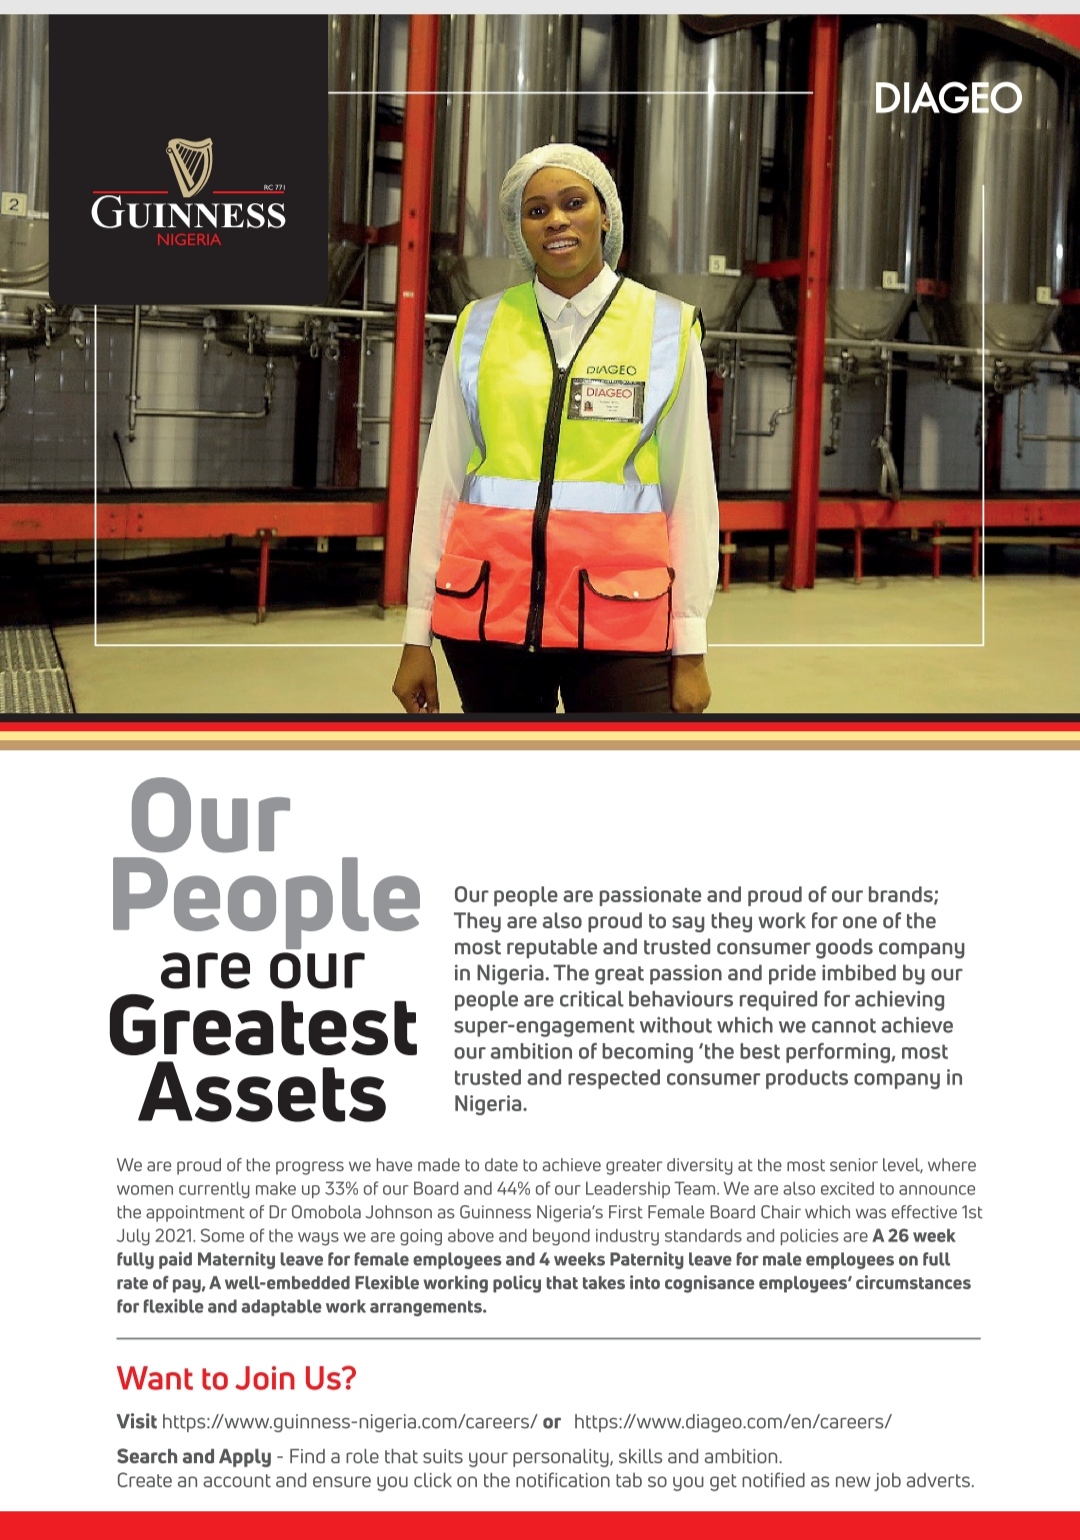 DIAGEO
RC 771
GUINNESS
NIGERIA
2
5
6
7
DIAGEO
DIAGEO
Our
People
are our
Greatest
Assets
Our people are passionate and proud of our brands;
They are also proud to say they work for one of the
most reputable and trusted consumer goods company
in Nigeria. The great passion and pride imbibed by our
people are critical behaviours required for achieving
super-engagement without which we cannot achieve
our ambition of becoming ‘the best performing, most
trusted and respected consumer products company in
Nigeria.
We are proud of the progress we have made to date to achieve greater diversity at the most senior level, where
women currently make up 33% of our Board and 44% of our Leadership Team. We are also excited to announce
the appointment of Dr Omobola Johnson as Guinness Nigeria’s First Female Board Chair which was effective 1st
July 2021. Some of the ways we are going above and beyond industry standards and policies are A 26 week
fully paid Maternity leave for female employees and 4 weeks Paternity leave for male employees on full
rate of pay, A well-embedded Flexible working policy that takes into cognisance employees’ circumstances
for flexible and adaptable work arrangements.
Want to Join Us?
Visit https://www.guinness-nigeria.com/careers/ or https://www.diageo.com/en/careers/
Search and Apply - Find a role that suits your personality, skills and ambition.
Create an account and ensure you click on the notification tab so you get notified as new job adverts.